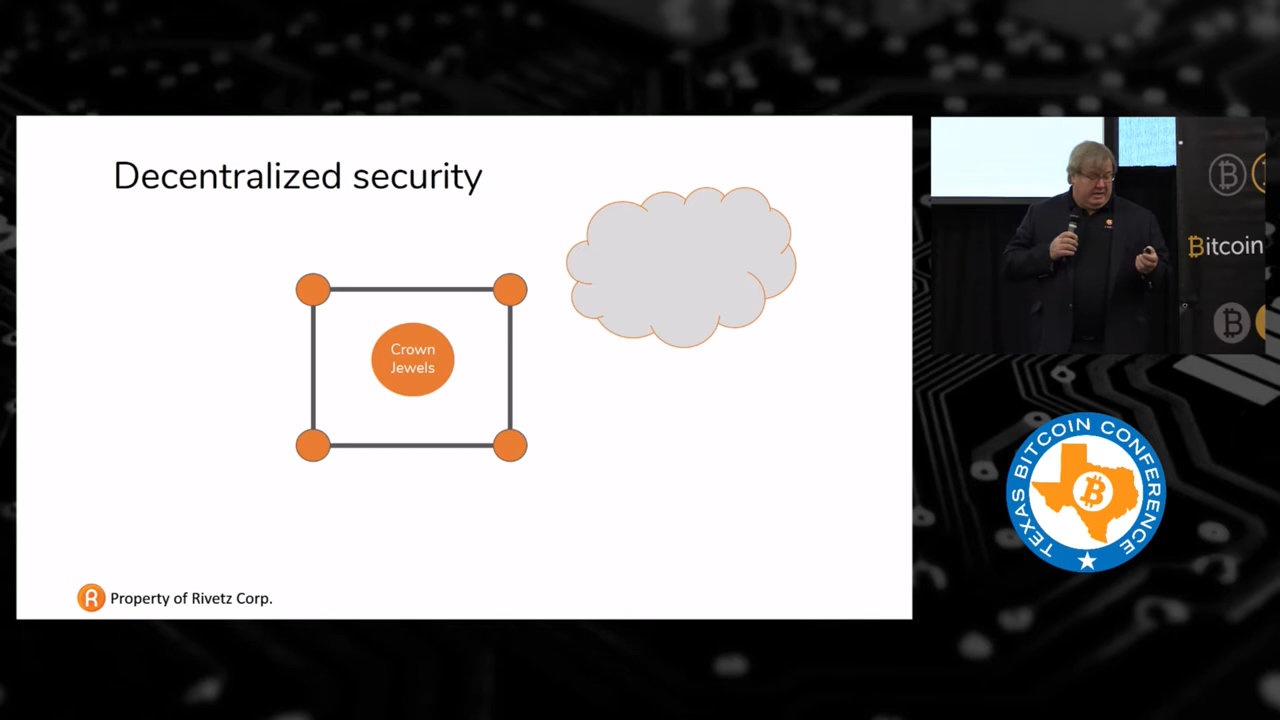 Decentralized security
Crown
Jewels
R Property of Rivetz Corp.
Bitcoin
TEXAS BITCOIN CONFERENCE